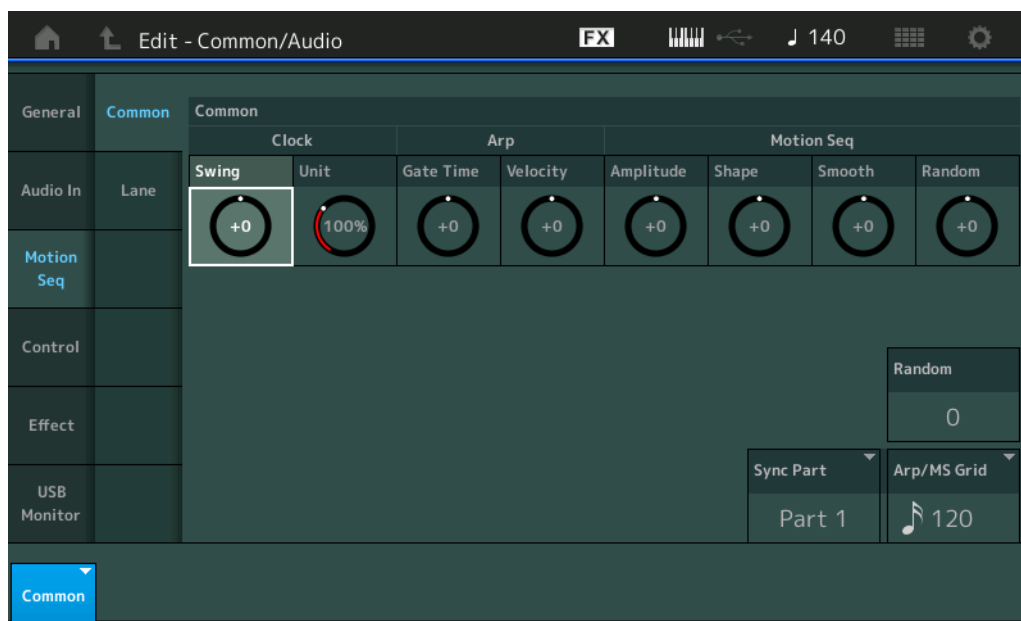 Edit - Common/Audio FX 140
General Common Common
Clock Arp Motion Seq
Swing Unit Gate Time Velocity Amplitude Shape Smooth Random
Audio In Lane
+0 100% +0 +0 +0 +0 +0 +0
Motion
Seq
Control
Random
0
Effect
Sync Part Arp/MS Grid
USB
Monitor
Part 1 120
Common